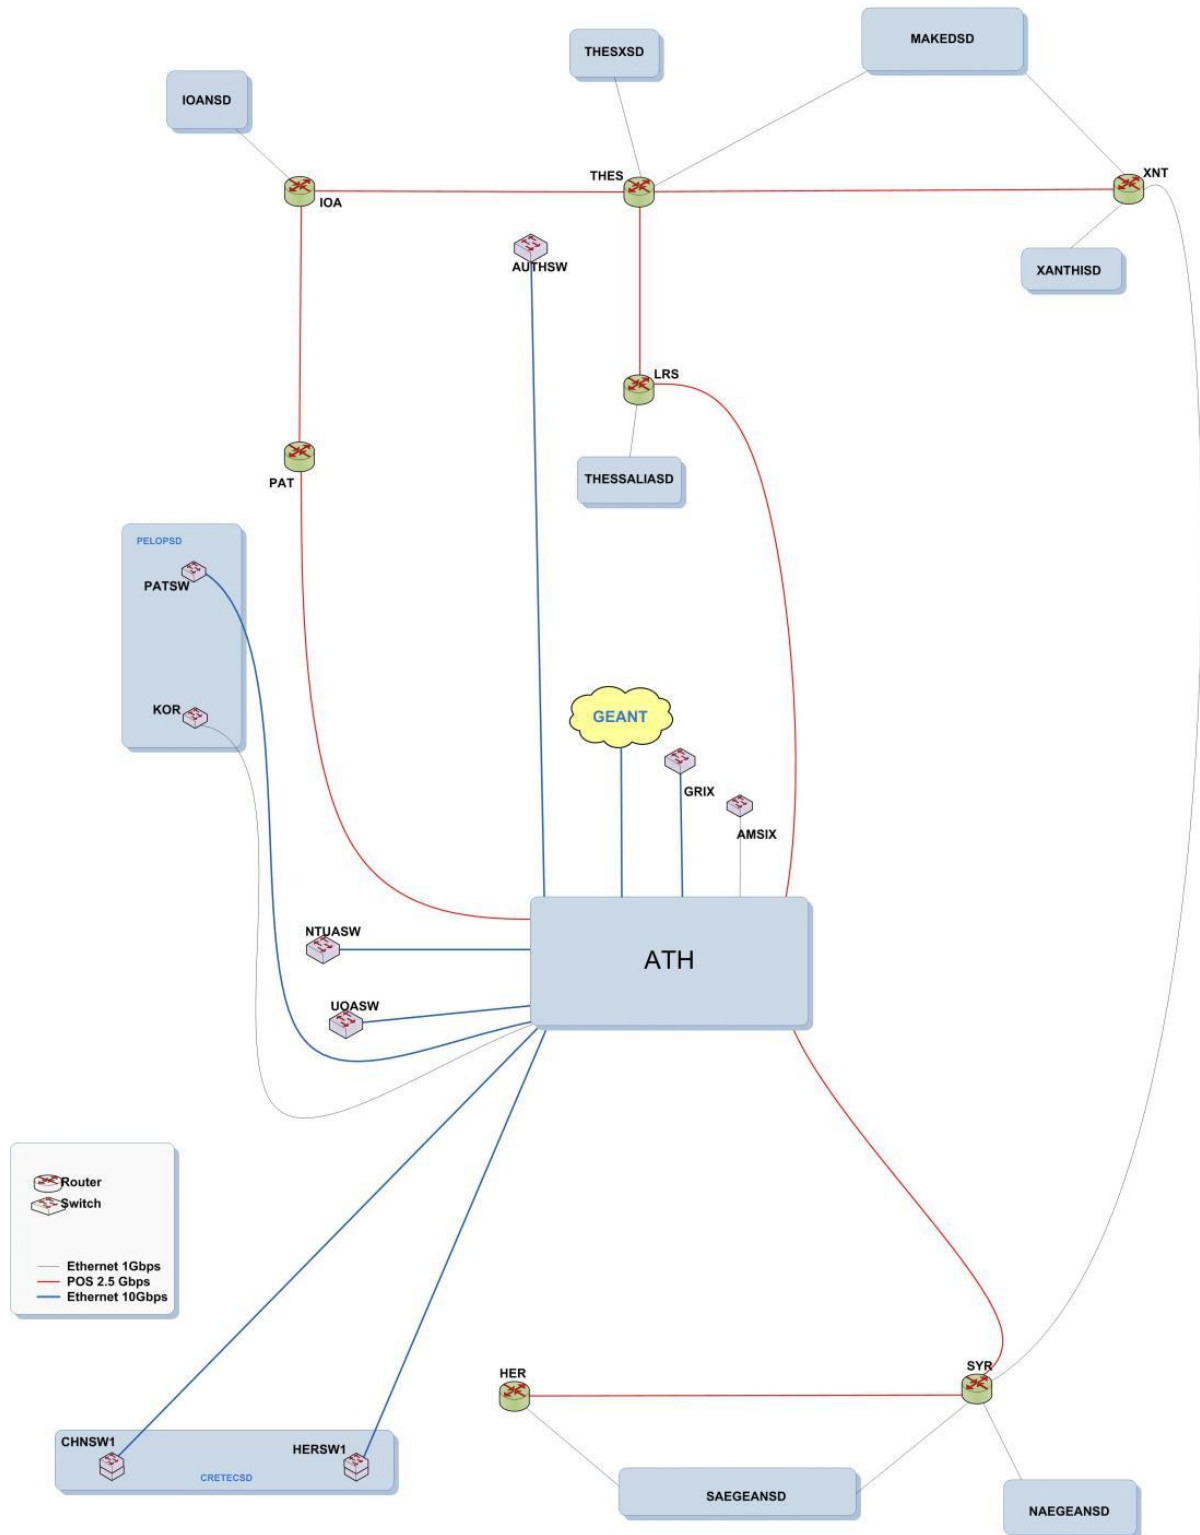 MAKEDSD
THESXSD
IOANSD
THES
XNT
IOA
AUTHSW
XANTHISD
LRS
PAT
THESSALIASD
PELOPSD
PATSW
KOR
GEANT
GRIX
AMSIX
NTUASW
ATH
UOASW
Router
Switch
Ethernet 1Gbps
POS 2.5 Gbps
Ethernet 10Gbps
HER
SYR
CHNSW1
HERSW1
CRETECSD
SAEGEANSD
NAEGEANSD